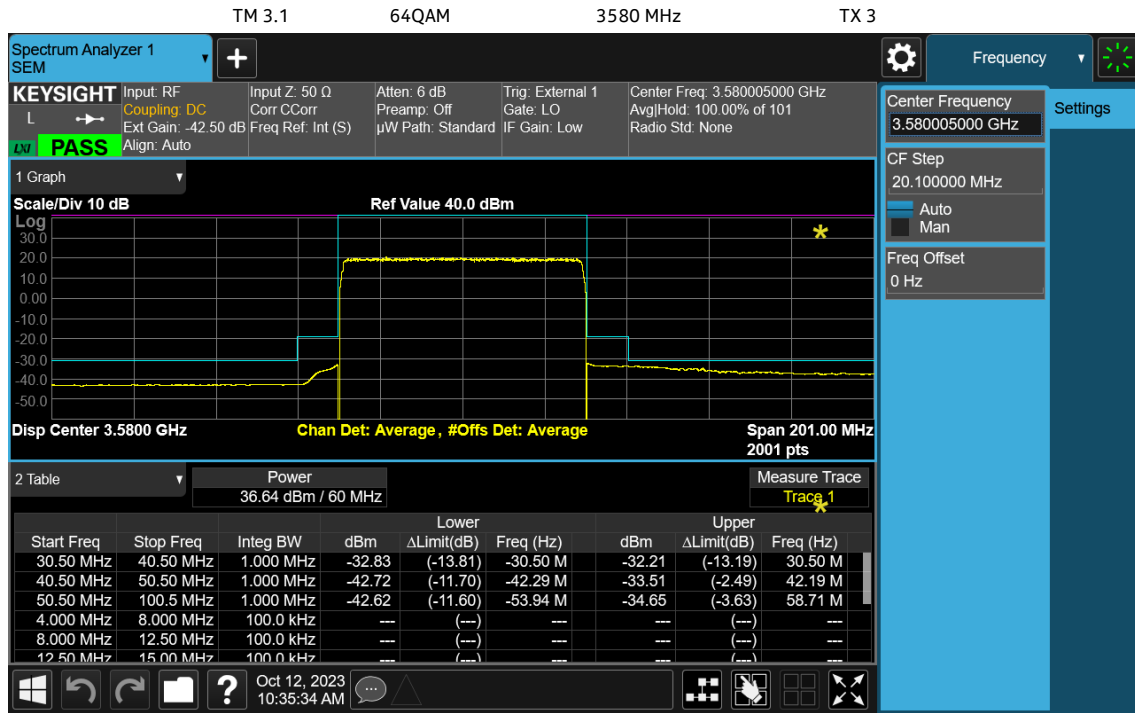 TM 3.1 64QAM 3580 MHz TX 3
Spectrum Analyzer 1
SEM
Frequency
KEYSIGHT
L
LXI PASS
Input: RF
Coupling: DC
Ext Gain: -42.50 dB
Align: Auto
Input Z: 50 Ω
Corr CCorr
Freq Ref: Int (S)
Atten: 6 dB
Preamp: Off
µW Path: Standard
Trig: External 1
Gate: LO
IF Gain: Low
Center Freq: 3.580005000 GHz
Avg|Hold: 100.00% of 101
Radio Std: None
Center Frequency
3.580005000 GHz
Settings
CF Step
20.100000 MHz
Auto
Man
Freq Offset
0 Hz
1 Graph
Scale/Div 10 dB Ref Value 40.0 dBm
Log
30.0
20.0
10.0
0.00
-10.0
-20.0
-30.0
-40.0
-50.0
Disp Center 3.5800 GHz Chan Det: Average, #Offs Det: Average Span 201.00 MHz
2001 pts
2 Table
Power
36.64 dBm / 60 MHz
Measure Trace
Trace 1
Lower Upper
Start Freq Stop Freq Integ BW dBm ΔLimit(dB) Freq (Hz) dBm ΔLimit(dB) Freq (Hz)
30.50 MHz 40.50 MHz 1.000 MHz -32.83 (-13.81) -30.50 M -32.21 (-13.19) 30.50 M
40.50 MHz 50.50 MHz 1.000 MHz -42.72 (-11.70) -42.29 M -33.51 (-2.49) 42.19 M
50.50 MHz 100.5 MHz 1.000 MHz -42.62 (-11.60) -53.94 M -34.65 (-3.63) 58.71 M
4.000 MHz 8.000 MHz 100.0 kHz --- (---) --- --- (---) ---
8.000 MHz 12.50 MHz 100.0 kHz --- (---) --- --- (---) ---
12.50 MHz 15.00 MHz 100.0 kHz --- (---) --- --- (---) ---
Oct 12, 2023
10:35:34 AM